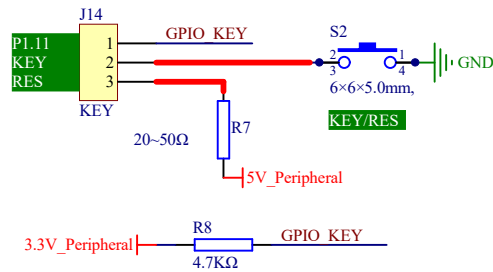 J14
P1.11
KEY
RES
1
2
3
KEY
GPIO_KEY
S2
2
3
1
4
GND
6×6×5.0mm,
KEY/RES
R7
20~50Ω
5V_Peripheral
3.3V_Peripheral
R8
4.7KΩ
GPIO_KEY